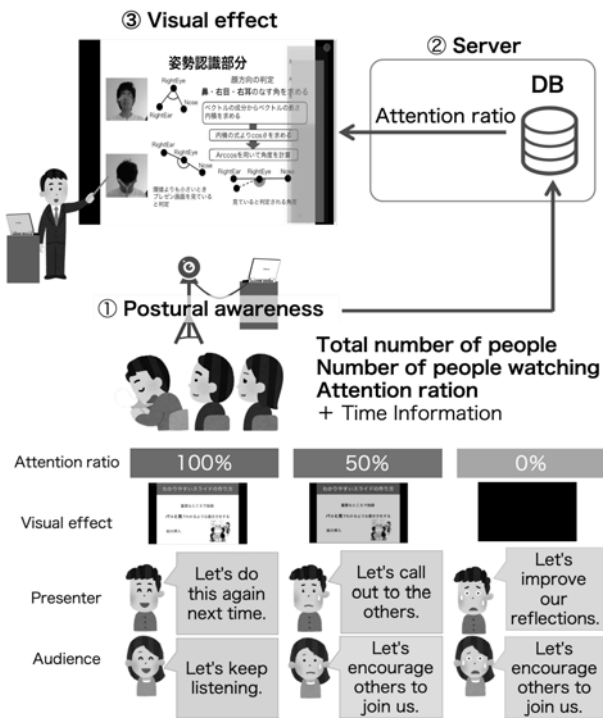 ③ Visual effect
② Server
DB
Attention ratio
姿勢認識部分
顔方向の判定
鼻・右目・右耳のなす角を求める
RightEye
RightEar
Nose
ベクトルの成分からベクトルの長さ
内積を求める
内積の式よりcosθを求める
Arccosを用いて角度を計算
RightEar
RightEye
Nose
RightEar
RightEye
Nose
閾値よりも小さいとき
プレゼン画面を見ている
と判定
見ていると判定される角度
① Postural awareness
Total number of people
Number of people watching
Attention ration
+ Time Information
Attention ratio
100%
50%
0%
Visual effect
わかりやすいスライドの作り方
わかりやすいスライドの作り方
Presenter
Let's do
this again
next time.
Let's call
out to the
others.
Let's
improve
our
reflections.
Audience
Let's keep
listening.
Let's
encourage
others to
join us.
Let's
encourage
others to
join us.